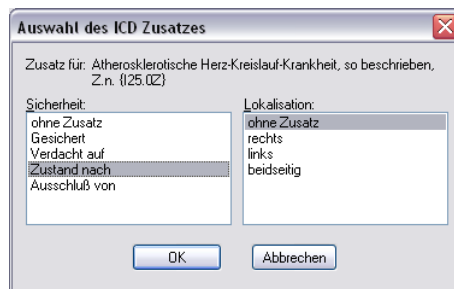 Auswahl des ICD Zusatzes
Zusatz für: Atherosklerotische Herz-Kreislauf-Krankheit, so beschrieben,
Z.n. {I25.0Z}
Sicherheit:
ohne Zusatz
Gesichert
Verdacht auf
Zustand nach
Ausschluß von
Lokalisation:
ohne Zusatz
rechts
links
beidseitig
OK
Abbrechen